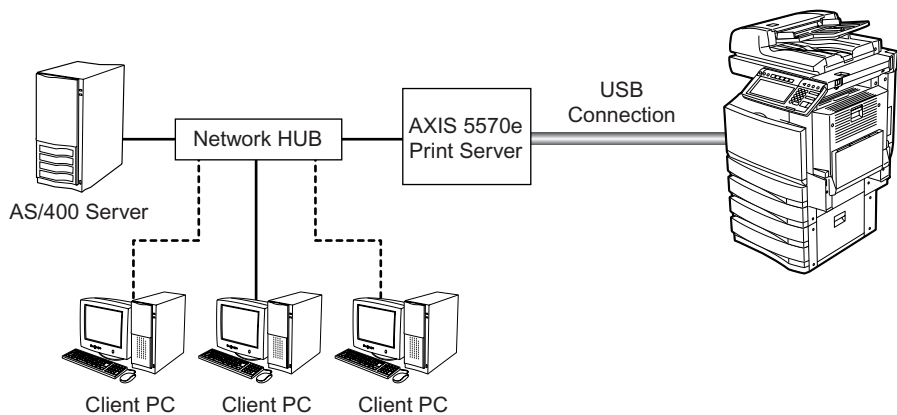 USB
Connection
AXIS 5570e
Print Server
Network HUB
AS/400 Server
Client PC
Client PC
Client PC